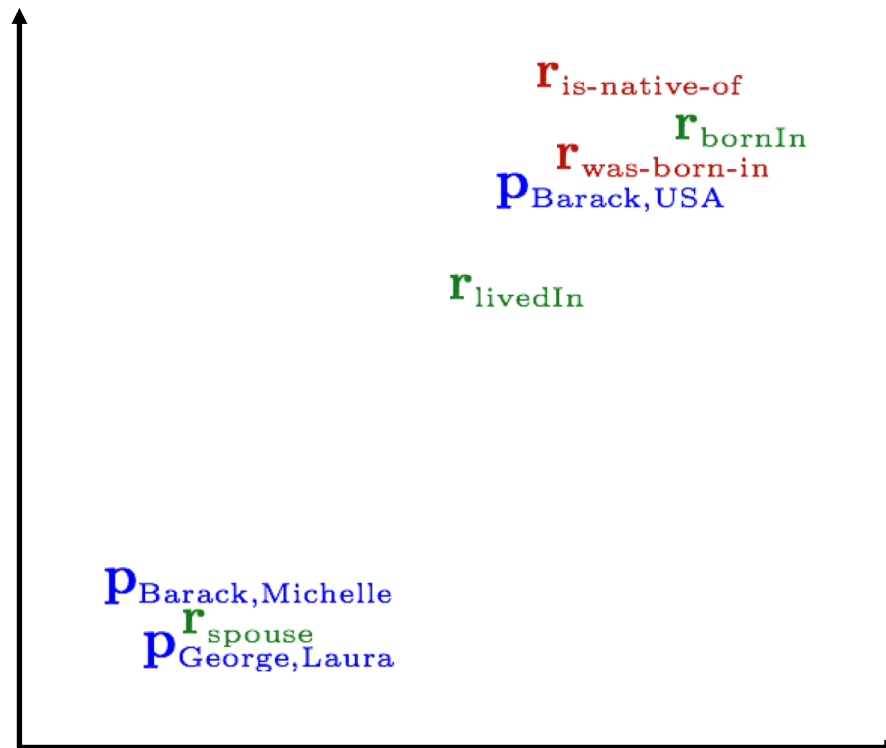 r is-native-of
r bornIn
r was-born-in
p Barack,USA
r livedIn
p Barack,Michelle
r spouse
p George,Laura